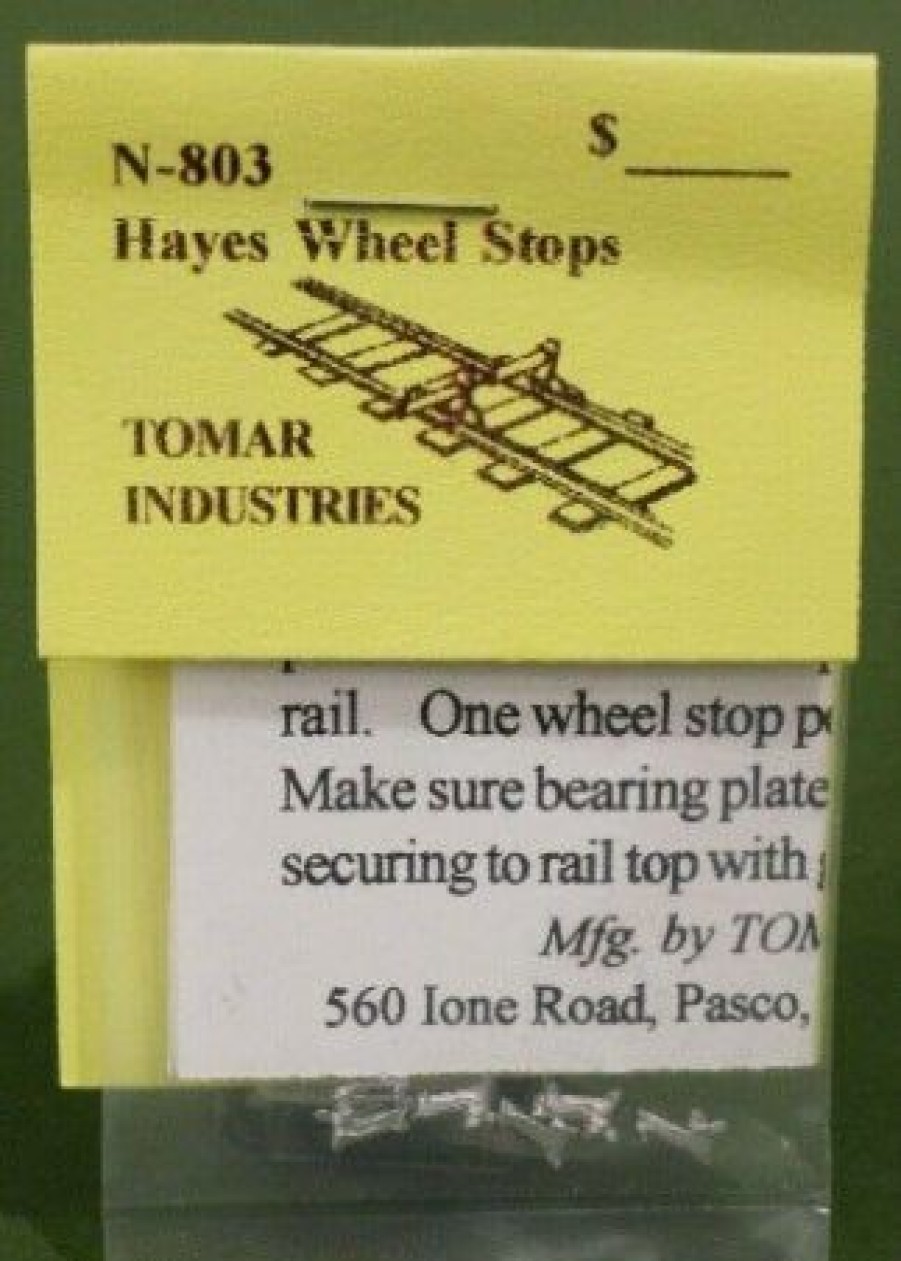 N-803
$
Hayes Wheel Stops
TOMAR
INDUSTRIES
rail. One wheel stop
Make sure bearing plate
securing to rail top with
Mfg. by TOM
560 Ione Road, Pasco,